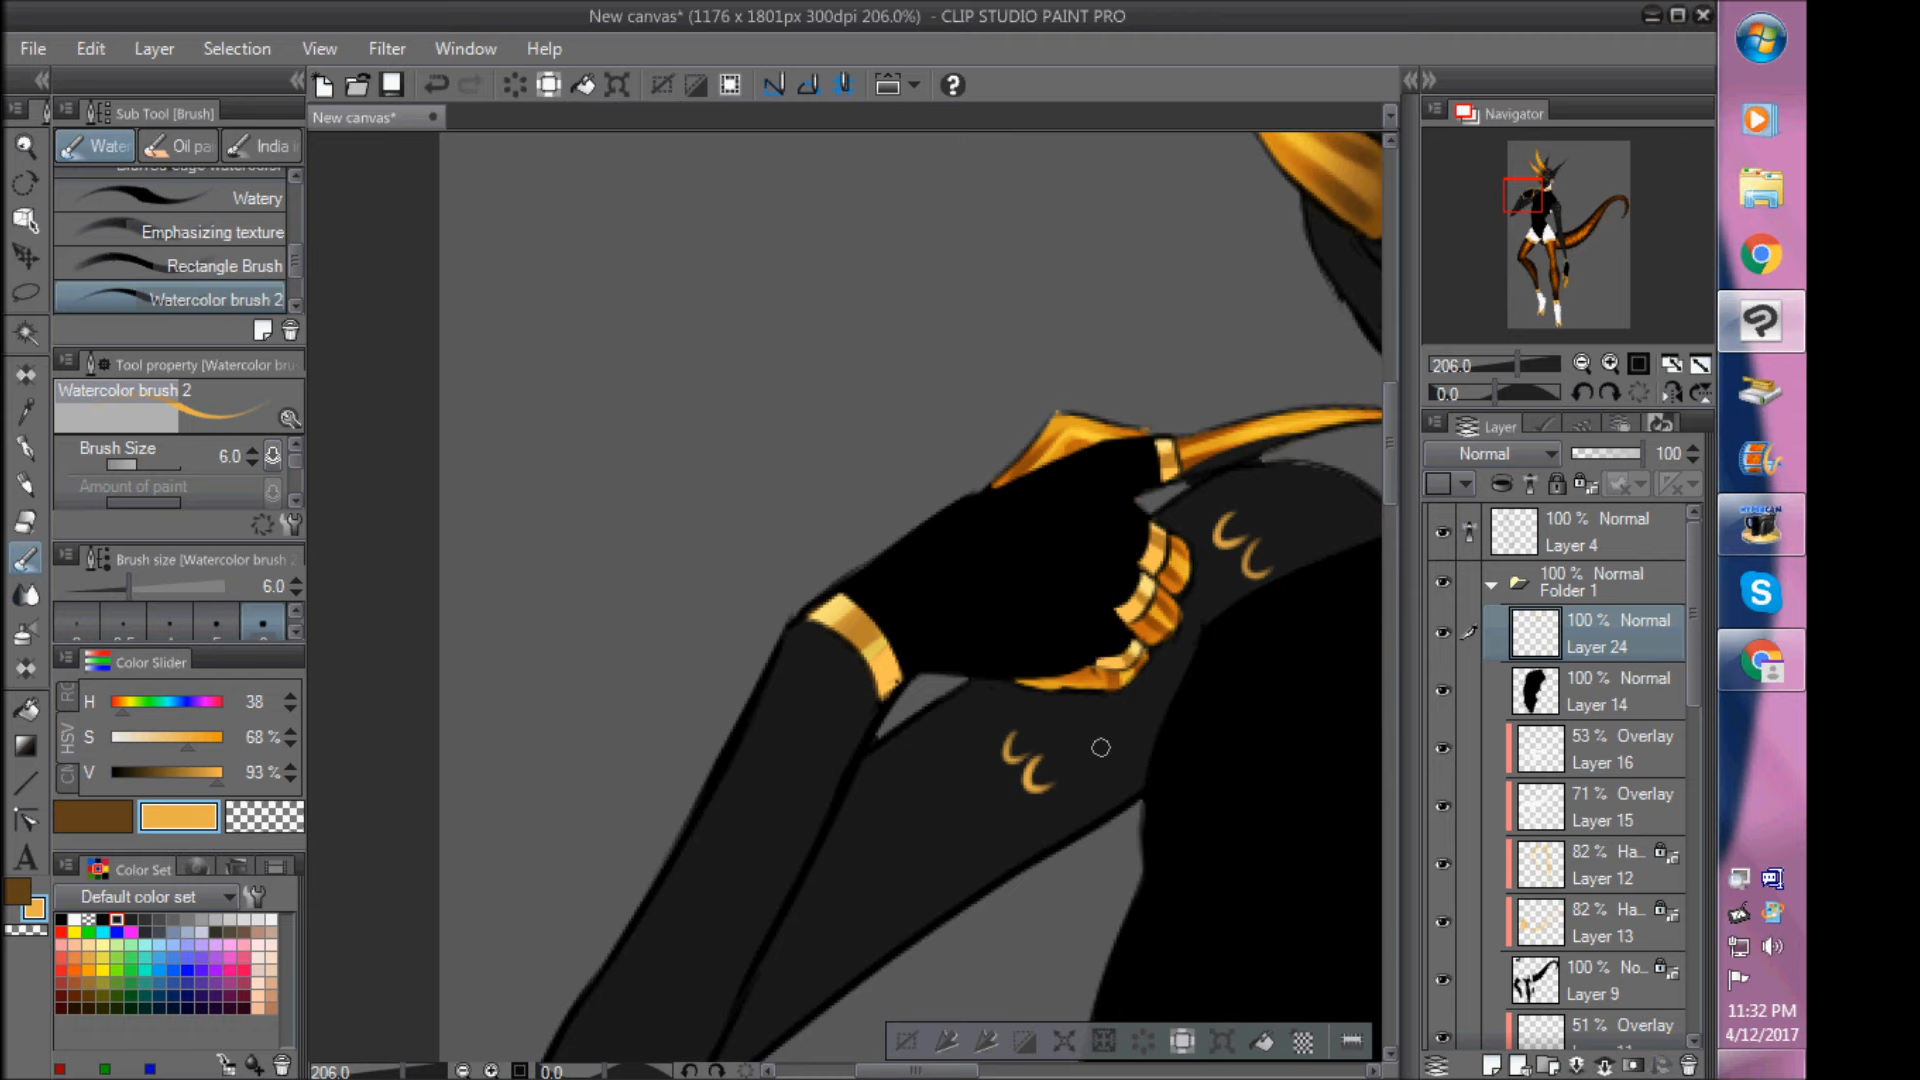 New canvas* (1176 x 1801px 300dpi 206.0%) - CLIP STUDIO PAINT PRO
File Edit Layer Selection View Filter Window Help
Sub Tool [Brush]
Water Oil pa India i
Watery
Emphasizing texture
Rectangle Brush
Watercolor brush 2
Tool property [Watercolor bru
Watercolor brush 2
Brush Size 6.0
Amount of paint
Brush size [Watercolor brush 2
6.0
Color Slider
H 38
S 68 %
V 93 %
HSV
Color Set
Default color set
A
New canvas*
206.0 0.0
Navigator
206.0
0.0
Layer
Normal 100
100 % Normal
Layer 4
100 % Normal
Folder 1
100 % Normal
Layer 24
100 % Normal
Layer 14
53 % Overlay
Layer 16
71 % Overlay
Layer 15
82 % Ha...
Layer 12
82 % Ha...
Layer 13
100 % No...
Layer 9
51 % Overlay
11:32 PM
4/12/2017